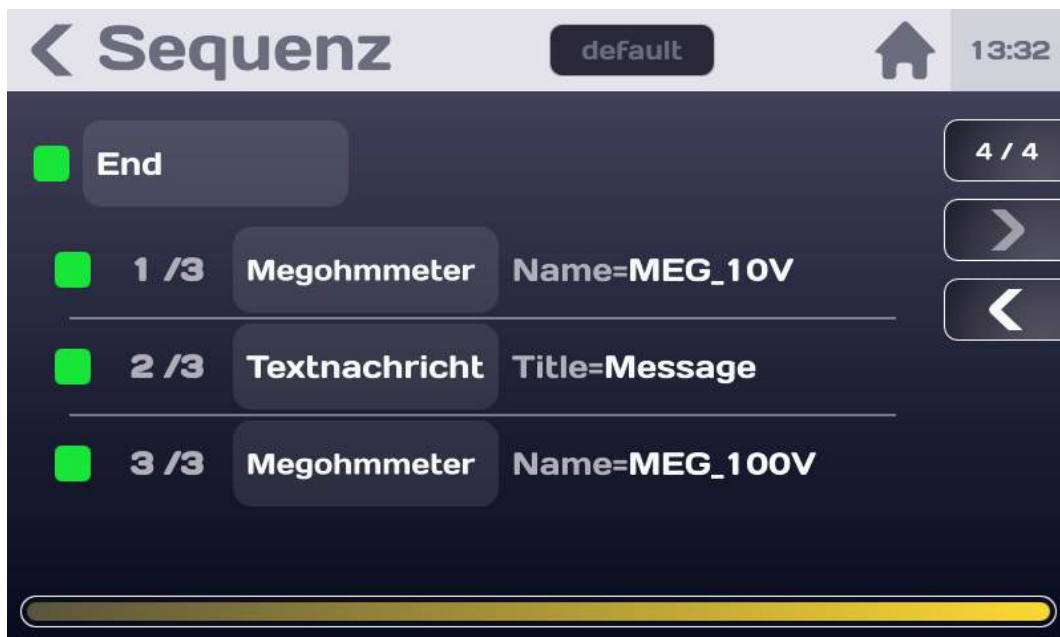 Sequenz default 13:32
End 4 / 4
1 /3 Megohmmeter Name=MEG_10V
2 /3 Textnachricht Title=Message
3 /3 Megohmmeter Name=MEG_100V